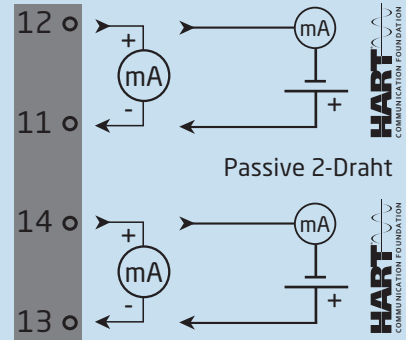 12
+
mA
-
11
mA
+
HART
COMMUNICATION FOUNDATION
Passive 2-Draht
14
+
mA
-
13
mA
+
HART
COMMUNICATION FOUNDATION